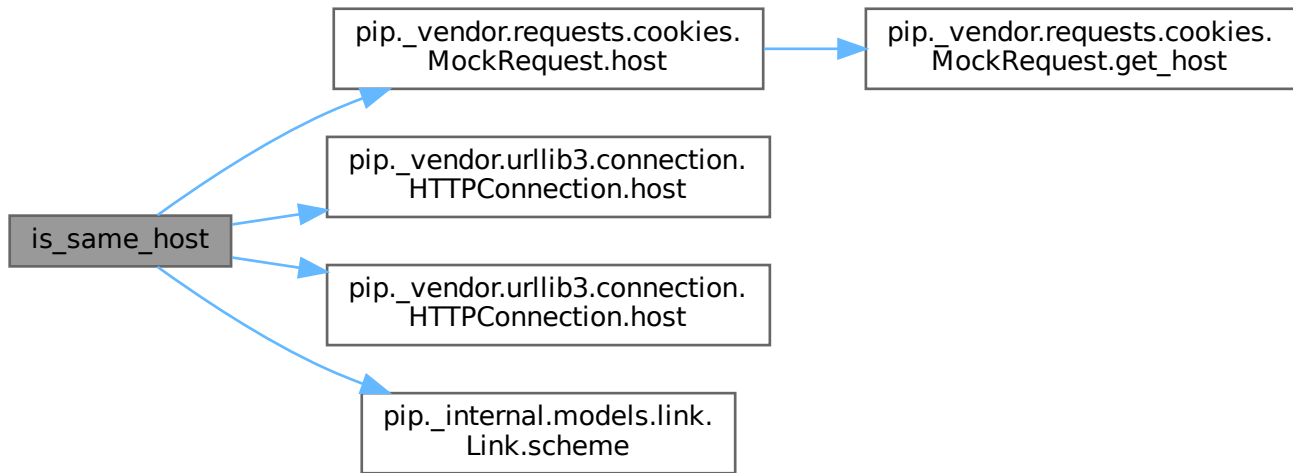 pip._vendor.requests.cookies.
MockRequest.host
pip._vendor.requests.cookies.
MockRequest.get_host
pip._vendor.urllib3.connection.
HTTPConnection.host
is_same_host
pip._vendor.urllib3.connection.
HTTPConnection.host
pip._internal.models.link.
Link.scheme